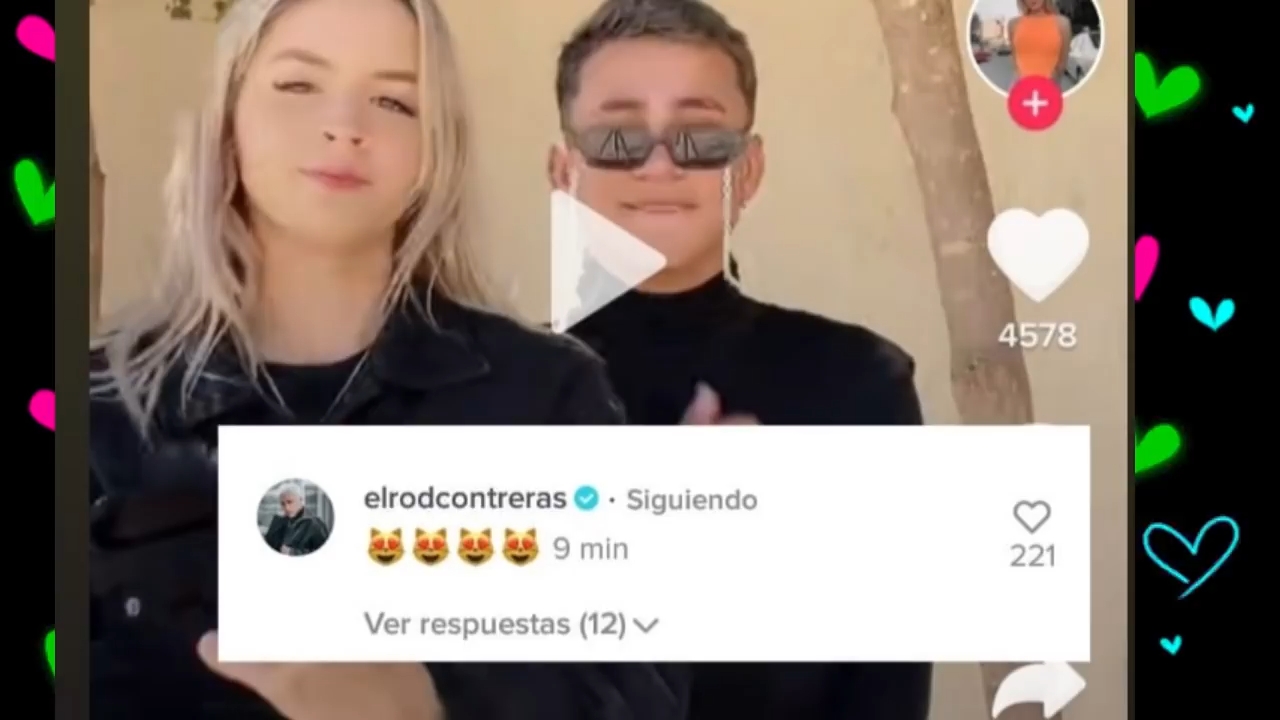 4578
elrodcontreras · Siguiendo
😻😻😻😻 9 min
221
Ver respuestas (12)